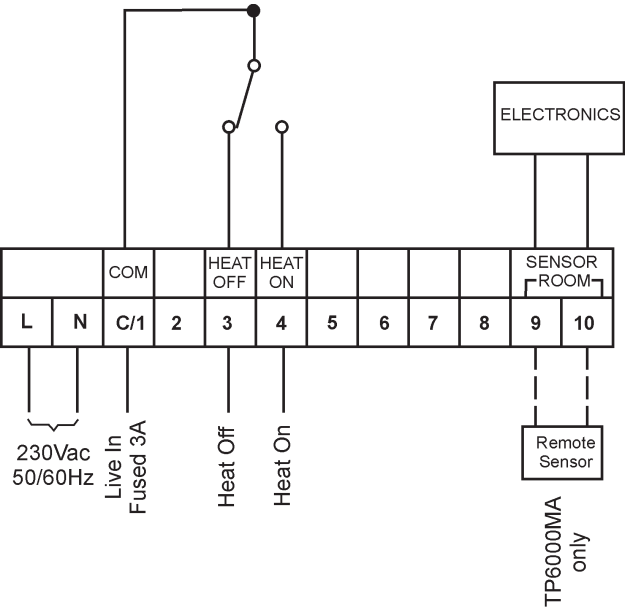 ELECTRONICS
COM
HEAT
OFF
HEAT
ON
SENSOR
ROOM
L N C/1 2 3 4 5 6 7 8 9 10
230Vac
50/60Hz
Live In
Fused 3A
Heat Off
Heat On
Remote
Sensor
TP6000MA
only